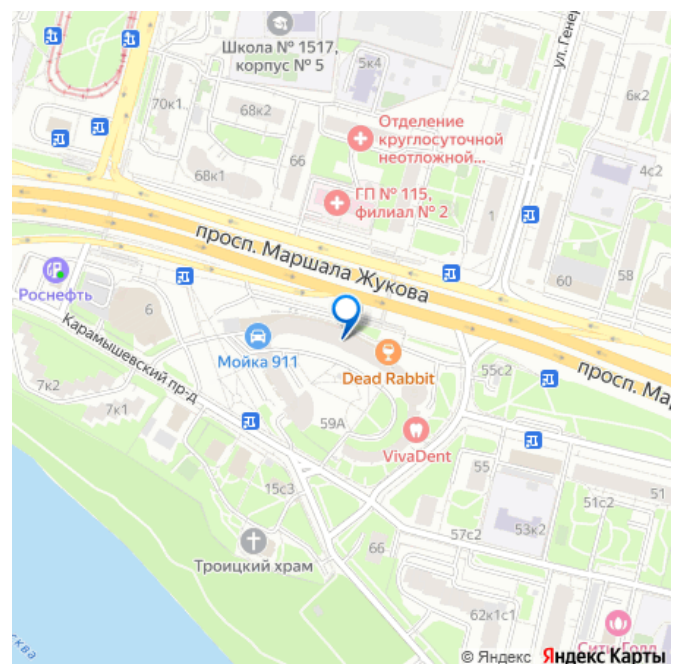 Школа № 1517,
корпус № 5
5к4
ул. Гене
70к1
68к2
6к2
Отделение
круглосуточной
неотложной...
66
4с2
68к1
ГП № 115,
филиал № 2
1
просп. Маршала Жукова
60
58
Роснефть
6
Карамышевский пр-д
Мойка 911
Dead Rabbit
55с2
просп. Ма
7к2
7к1
59А
VivaDent
55
15с3
51с2
51
57с2
53к2
66
Троицкий храм
62к1с1
ква
Сити Голд
© Яндекс Яндекс Карты